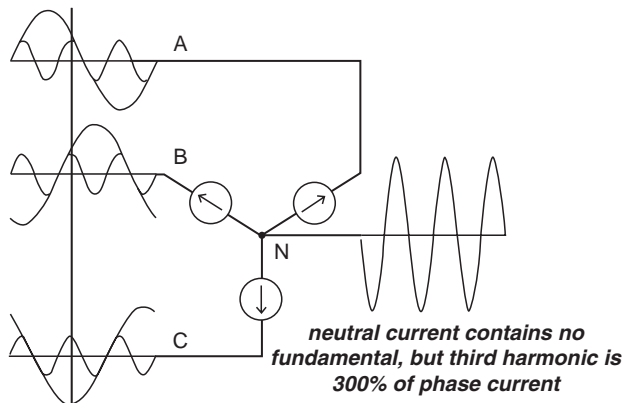 A
B
N
C
neutral current contains no
fundamental, but third harmonic is
300% of phase current